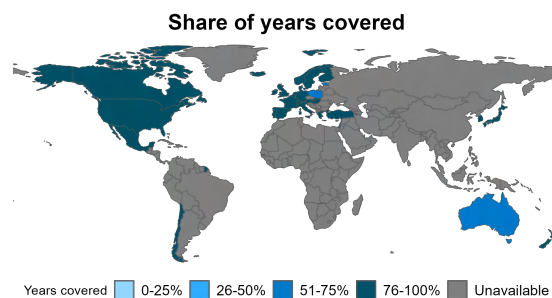 Share of years covered
Years covered 0-25% 26-50% 51-75% 76-100% Unavailable